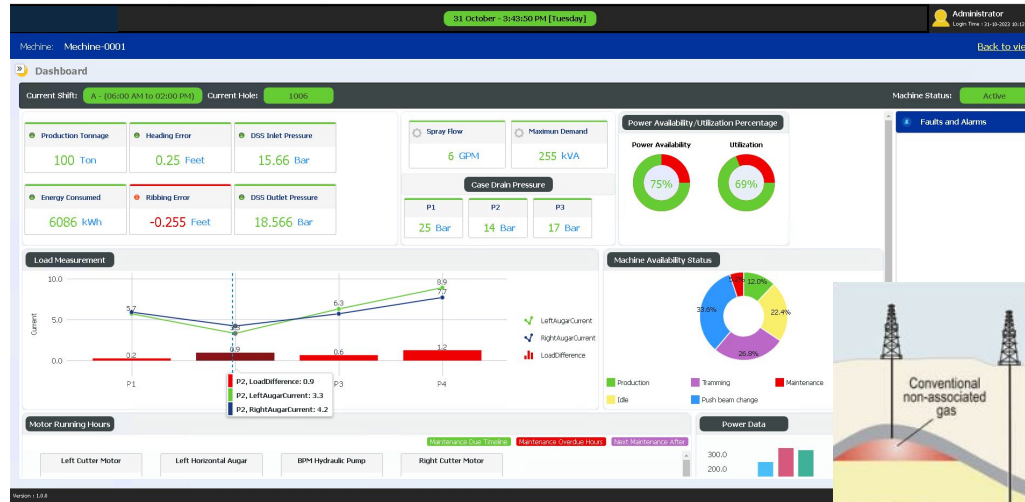 31 October - 3:43:50 PM [Tuesday]
Administrator
Login Time : 31-10-2023 10:13
Mechine: Mechine-0001
Back to vie
Dashboard
Current Shift: A - (06:00 AM to 02:00 PM) Current Hole: 1006
Machine Status: Active
Production Tonnage
100 Ton
Heading Error
0.25 Feet
DSS Inlet Pressure
15.66 Bar
Energy Consumed
6086 kWh
Ribbing Error
-0.255 Feet
DSS Outlet Pressure
18.566 Bar
Spray Flow
6 GPM
Maximun Demand
255 kVA
Case Drain Pressure
P1
25 Bar
P2
14 Bar
P3
17 Bar
Power Availability/Utilization Percentage
Power Availability
75%
Utilization
69%
Faults and Alarms
Load Measurement
Current
10.0
5.0
0.0
5.7
6.3
8.9
7.7
0.2
0.9
0.6
1.2
P1
P3
P4
LeftAugarCurrent
RightAugarCurrent
LoadDifference
P2, LoadDifference: 0.9
P2, LeftAugarCurrent: 3.3
P2, RightAugarCurrent: 4.2
Machine Availability Status
12.0%
22.4%
26.8%
33.6%
Production
Tramming
Maintenance
Idle
Push beam change
Conventional
non-associated
gas
Motor Running Hours
Maintenance Due Timeline
Maintenance Overdue Hours
Next Maintenance After
Left Cutter Motor
Left Horizontal Augar
BPM Hydraulic Pump
Right Cutter Motor
Power Data
300.0
200.0
Version : 1.0.0